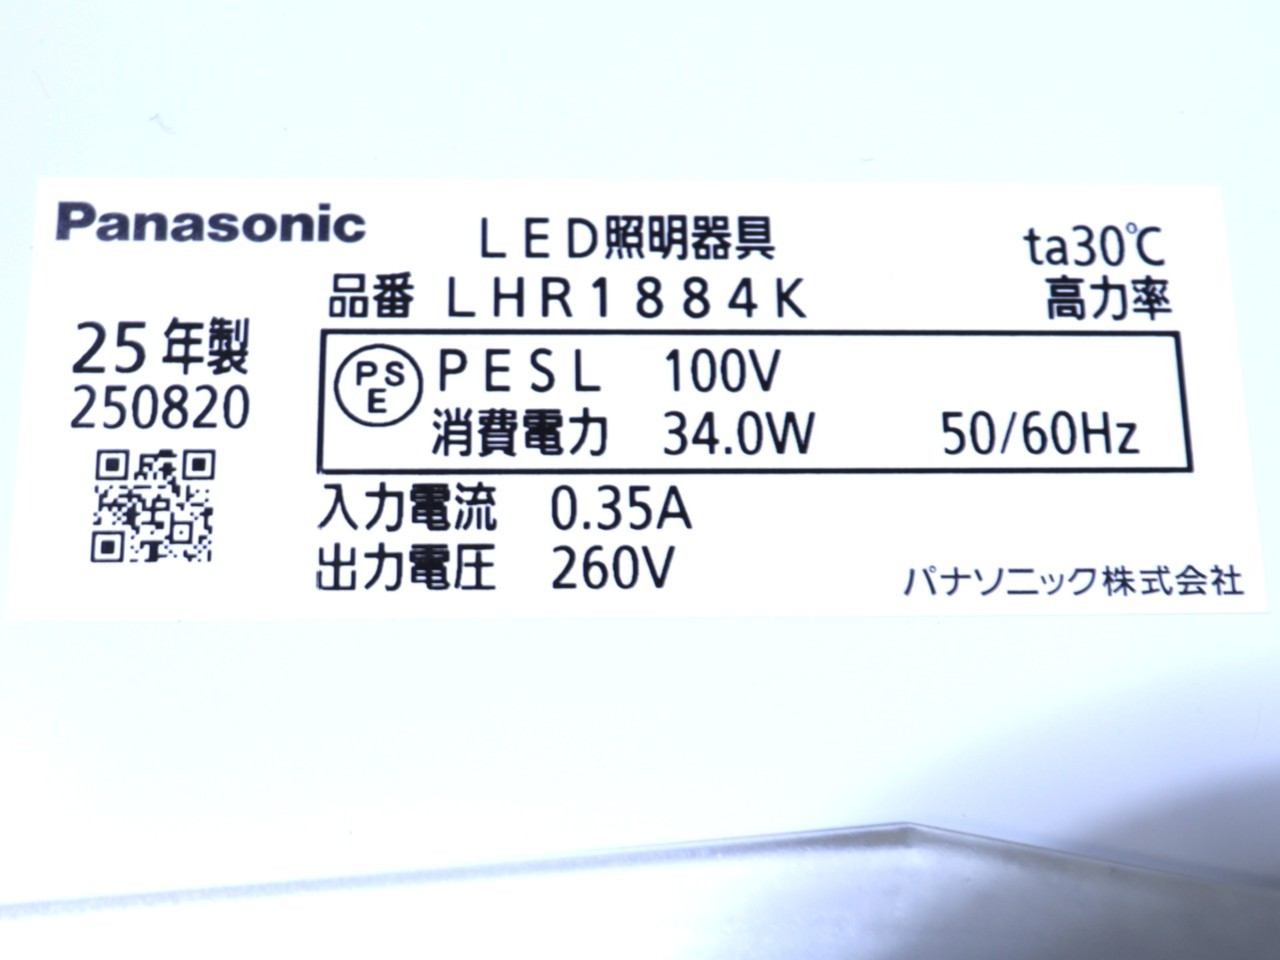 Panasonic
LED照明器具
ta30℃
品番 LHR1884K
高力率
25年製
250820
PSE
PESL 100V
消費電力 34.0W 50/60Hz
入力電流 0.35A
出力電圧 260V
パナソニック株式会社